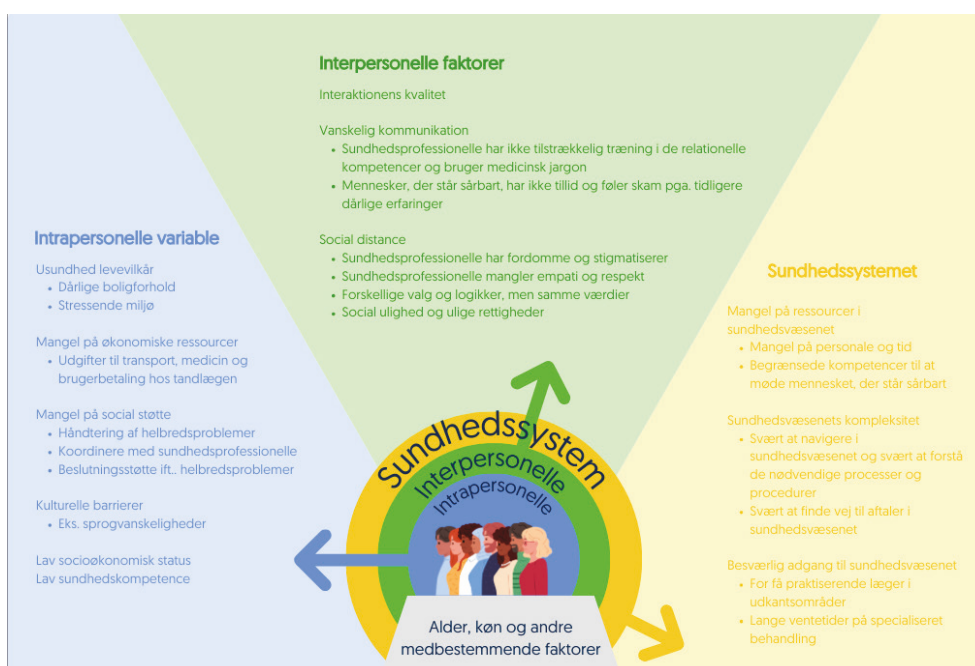 Interpersonelle faktorer
Interaktionens kvalitet
Vanskelig kommunikation
• Sundhedsprofessionelle har ikke tilstrækkelig træning i de relationelle
kompetencer og bruger medicinsk jargon
• Mennesker, der står sårbart, har ikke tillid og føler skam pga. tidligere
dårlige erfaringer
Social distance
• Sundhedsprofessionelle har fordomme og stigmatiserer
• Sundhedsprofessionelle mangler empati og respekt
• Forskellige valg og logikker, men samme værdier
• Social ulighed og ulige rettigheder
Intrapersonelle variable
Usundhed levevilkår
• Dårlige boligforhold
• Stressende miljø
Mangel på økonomiske ressourcer
• Udgifter til transport, medicin og
brugerbetaling hos tandlægen
Mangel på social støtte
• Håndtering af helbredsproblemer
• Koordinere med sundhedsprofessionelle
• Beslutningsstøtte ift.. helbredsproblemer
Kulturelle barrierer
• Eks. sprogvanskeligheder
Lav socioøkonomisk status
Lav sundhedskompetence
Sundhedssystemet
Mangel på ressourcer i
sundhedsvæsenet
• Mangel på personale og tid
• Begrænsede kompetencer til at
møde mennesket, der står sårbart
Sundhedsvæsenets kompleksitet
• Svært at navigere i
sundhedsvæsenet og svært at forstå
de nødvendige processer og
procedurer
• Svært at finde vej til aftaler i
sundhedsvæsenet
Besværlig adgang til sundhedsvæsenet
• For få praktiserende læger i
udkantsområder
• Lange ventetider på specialiseret
behandling
Sundhedssystem
Interpersonelle
Intrapersonelle
Alder, køn og andre
medbestemmende faktorer